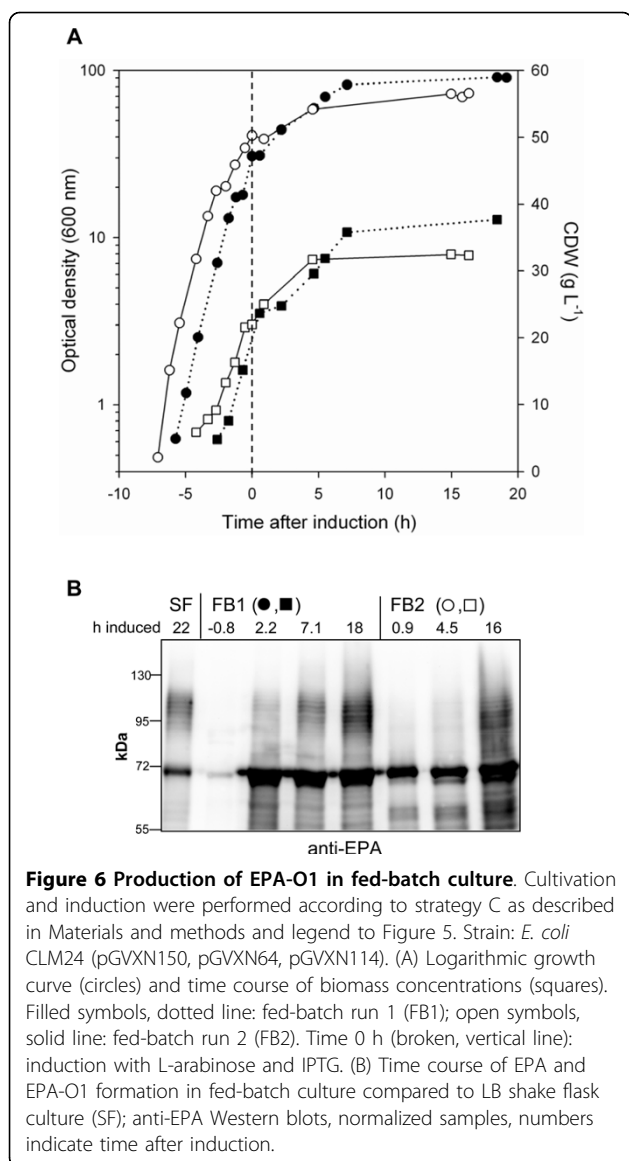 A
100
10
1
Optical density (600 nm)
60
50
40
30
20
10
0
CDW (g L-1)
-10 -5 0 5 10 15 20
Time after induction (h)
B
SF FB1 (●,■) FB2 (○,□)
h induced 22 -0.8 2.2 7.1 18 0.9 4.5 16
130
95
72
55
kDa
anti-EPA
Figure 6 Production of EPA-O1 in fed-batch culture. Cultivation
and induction were performed according to strategy C as described
in Materials and methods and legend to Figure 5. Strain: E. coli
CLM24 (pGVXN150, pGVXN64, pGVXN114). (A) Logarithmic growth
curve (circles) and time course of biomass concentrations (squares).
Filled symbols, dotted line: fed-batch run 1 (FB1); open symbols,
solid line: fed-batch run 2 (FB2). Time 0 h (broken, vertical line):
induction with L-arabinose and IPTG. (B) Time course of EPA and
EPA-O1 formation in fed-batch culture compared to LB shake flask
culture (SF); anti-EPA Western blots, normalized samples, numbers
indicate time after induction.